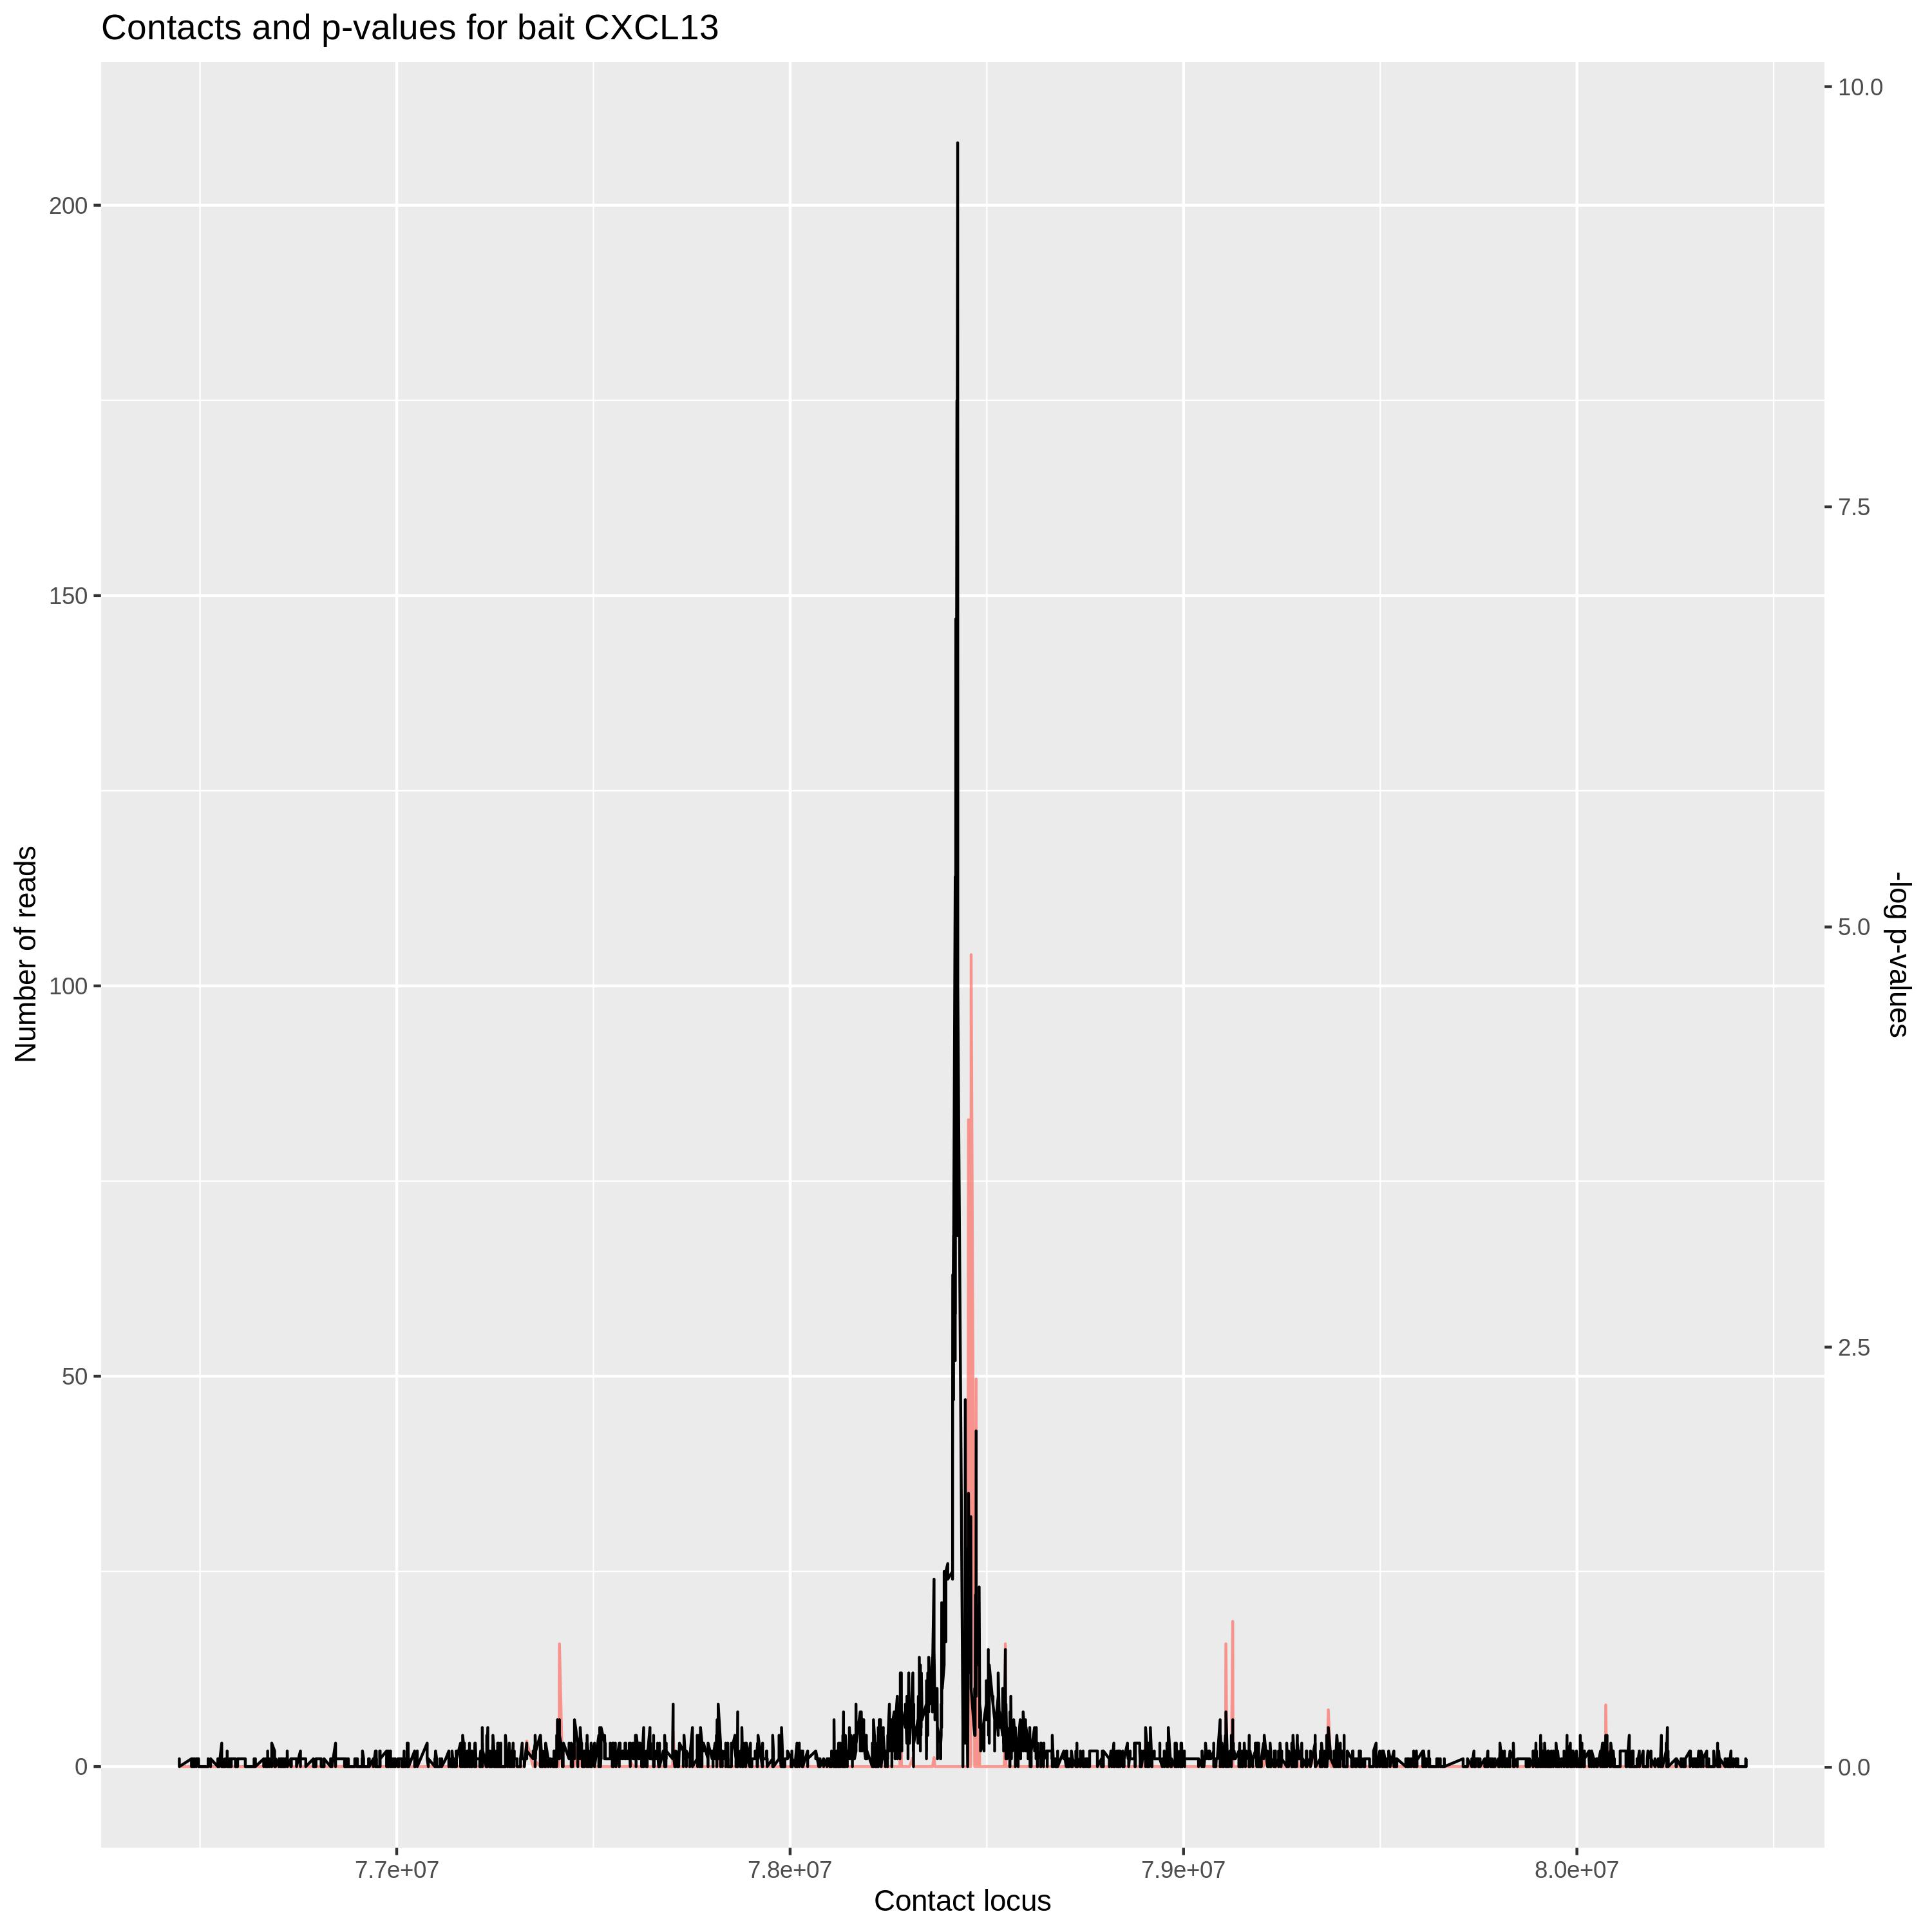 Contacts and p-values for bait CXCL13
10.0
200
7.5
150
Number of reads
-log p-values
5.0
100
2.5
50
0
0.0
7.7e+07 7.8e+07 7.9e+07 8.0e+07
Contact locus